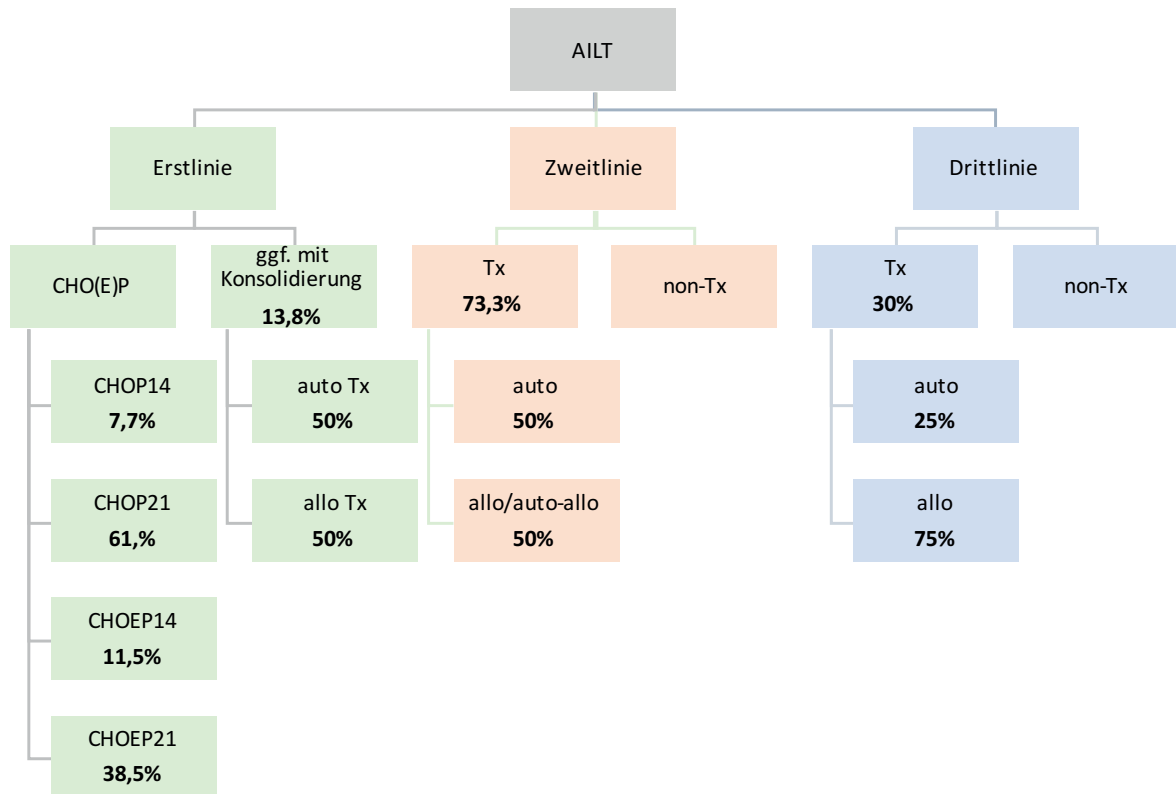 AILT
Erstlinie
Zweitlinie
Drittlinie
CHO(E)P
ggf. mit
Konsolidierung
13,8%
Tx
73,3%
non-Tx
Tx
30%
non-Tx
CHOP14
7,7%
auto Tx
50%
auto
50%
auto
25%
CHOP21
61,%
allo Tx
50%
allo/auto-allo
50%
allo
75%
CHOEP14
11,5%
CHOEP21
38,5%